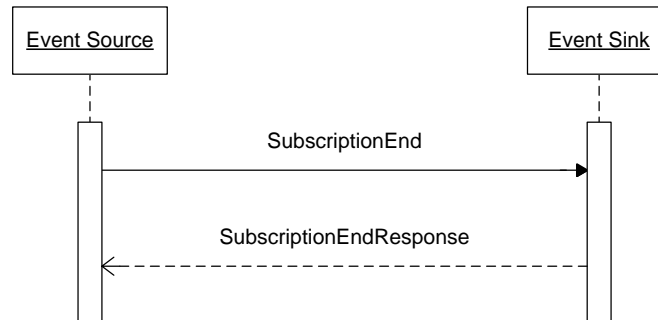 Event Source
Event Sink
SubscriptionEnd
SubscriptionEndResponse